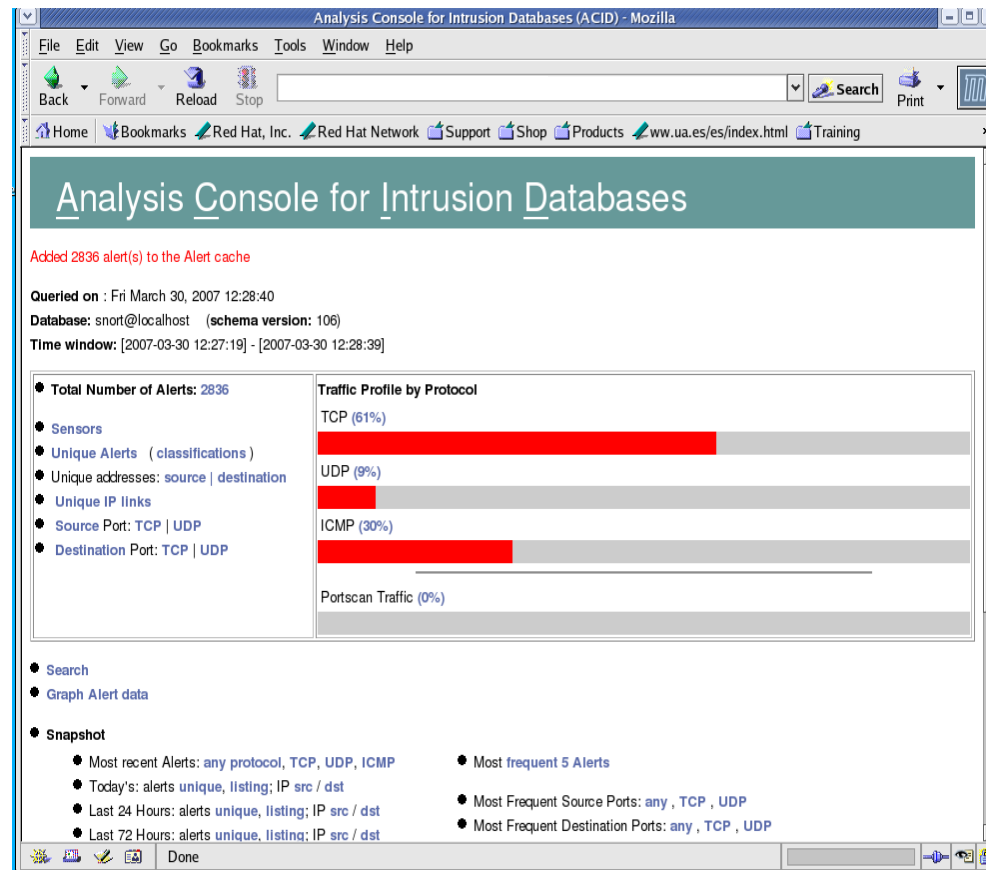 Analysis Console for Intrusion Databases (ACID) - Mozilla
File Edit View Go Bookmarks Tools Window Help
Back Forward Reload Stop Search Print
Home Bookmarks Red Hat, Inc. Red Hat Network Support Shop Products ww.ua.es/es/index.html Training
Analysis Console for Intrusion Databases
Added 2836 alert(s) to the Alert cache
Queried on : Fri March 30, 2007 12:28:40
Database: snort@localhost (schema version: 106)
Time window: [2007-03-30 12:27:19] - [2007-03-30 12:28:39]
Total Number of Alerts: 2836
Sensors
Unique Alerts ( classifications )
Unique addresses: source | destination
Unique IP links
Source Port: TCP | UDP
Destination Port: TCP | UDP
Traffic Profile by Protocol
TCP (61%)
UDP (9%)
ICMP (30%)
Portscan Traffic (0%)
Search
Graph Alert data
Snapshot
Most recent Alerts: any protocol, TCP, UDP, ICMP
Today's: alerts unique, listing; IP src / dst
Last 24 Hours: alerts unique, listing; IP src / dst
Last 72 Hours: alerts unique, listing; IP src / dst
Most frequent 5 Alerts
Most Frequent Source Ports: any , TCP , UDP
Most Frequent Destination Ports: any , TCP , UDP
Done